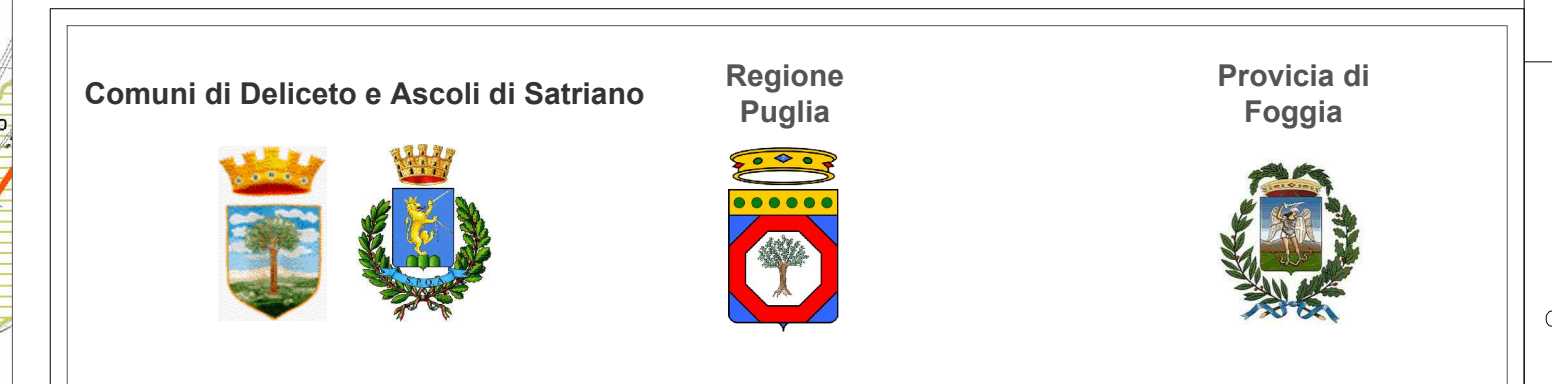 Comuni di Deliceto e Ascoli di Satriano
Regione
Puglia
Provicia di
Foggia
S.P.Q.A.